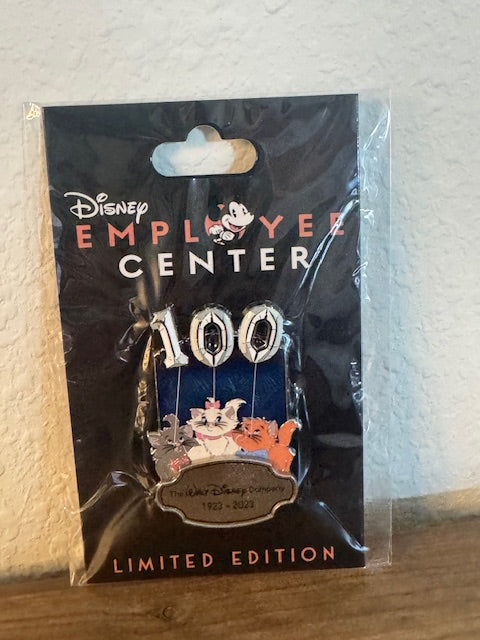 Disney
EMPLOYEE
CENTER
100
The Walt Disney Company
1923 - 2023
LIMITED EDITION